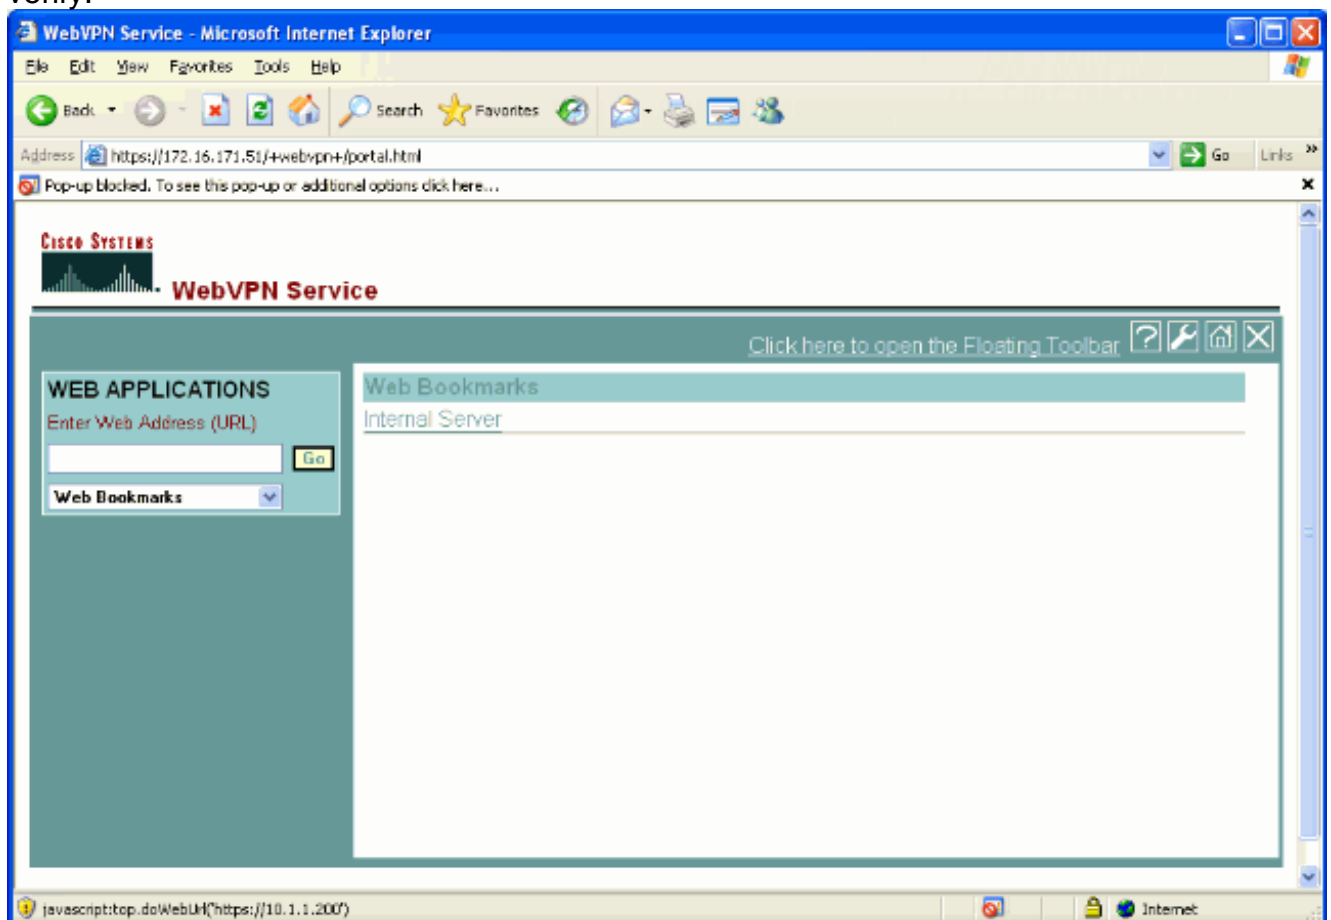 verify.
WebVPN Service - Microsoft Internet Explorer
File Edit View Favorites Tools Help
Back Search Favorites
Address https://172.16.171.51/+webvpn+/portal.html Go Links »
Pop-up blocked. To see this pop-up or additional options click here...
CISCO SYSTEMS
WebVPN Service
Click here to open the Floating Toolbar
WEB APPLICATIONS
Enter Web Address (URL)
Go
Web Bookmarks
Web Bookmarks
Internal Server
javascript:top.doWebUrl('https://10.1.1.200') Internet